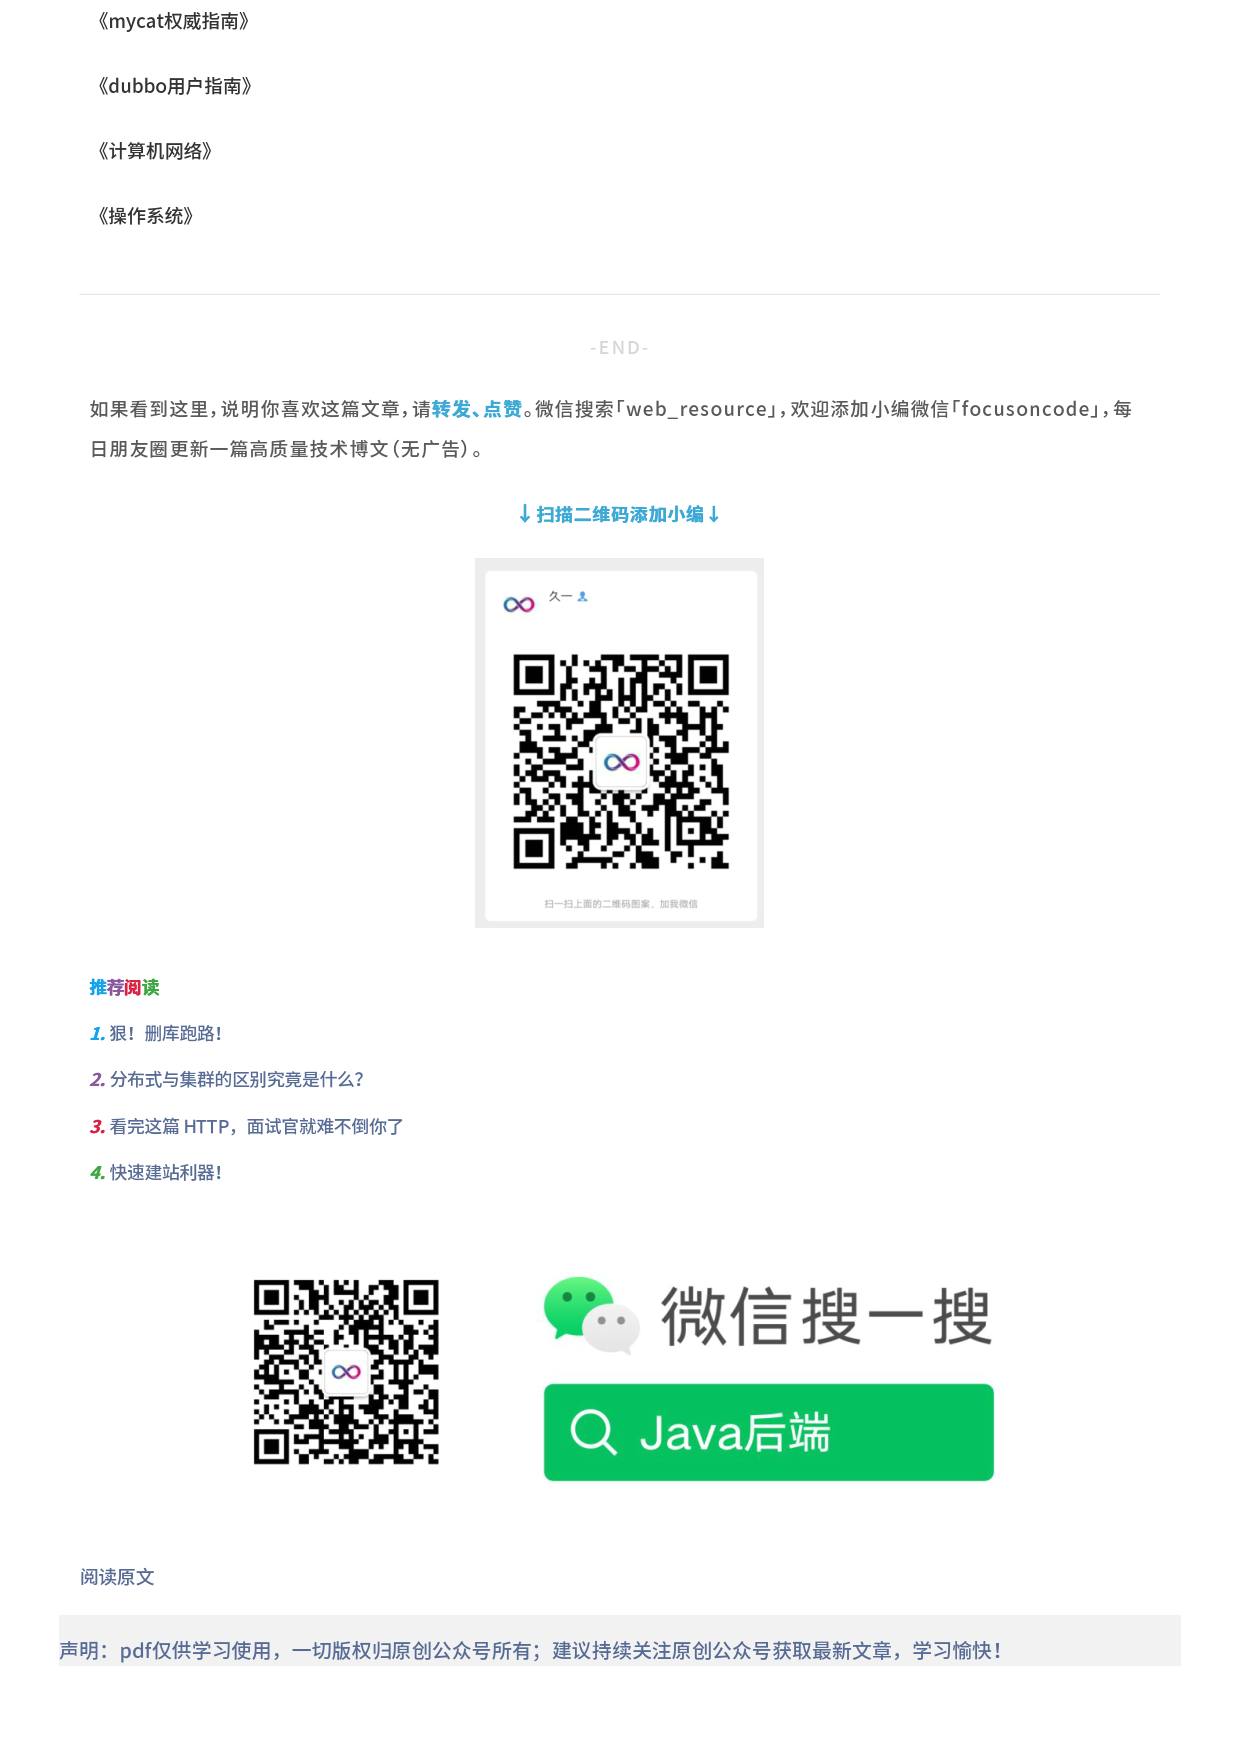 《mycat权威指南》
《dubbo用户指南》
《计算机网络》
《操作系统》
-END-
如果看到这里，说明你喜欢这篇文章，请转发、点赞。微信搜索「web_resource」，欢迎添加小编微信「focusoncode」，每
日朋友圈更新一篇高质量技术博文（无广告）。
↓扫描二维码添加小编↓
久一
扫一扫上面的二维码图案，加我微信
推荐阅读
1. 狠！删库跑路！
2. 分布式与集群的区别究竟是什么？
3. 看完这篇 HTTP，面试官就难不倒你了
4. 快速建站利器！
微信搜一搜
Java后端
阅读原文
声明：pdf仅供学习使用，一切版权归原创公众号所有；建议持续关注原创公众号获取最新文章，学习愉快！